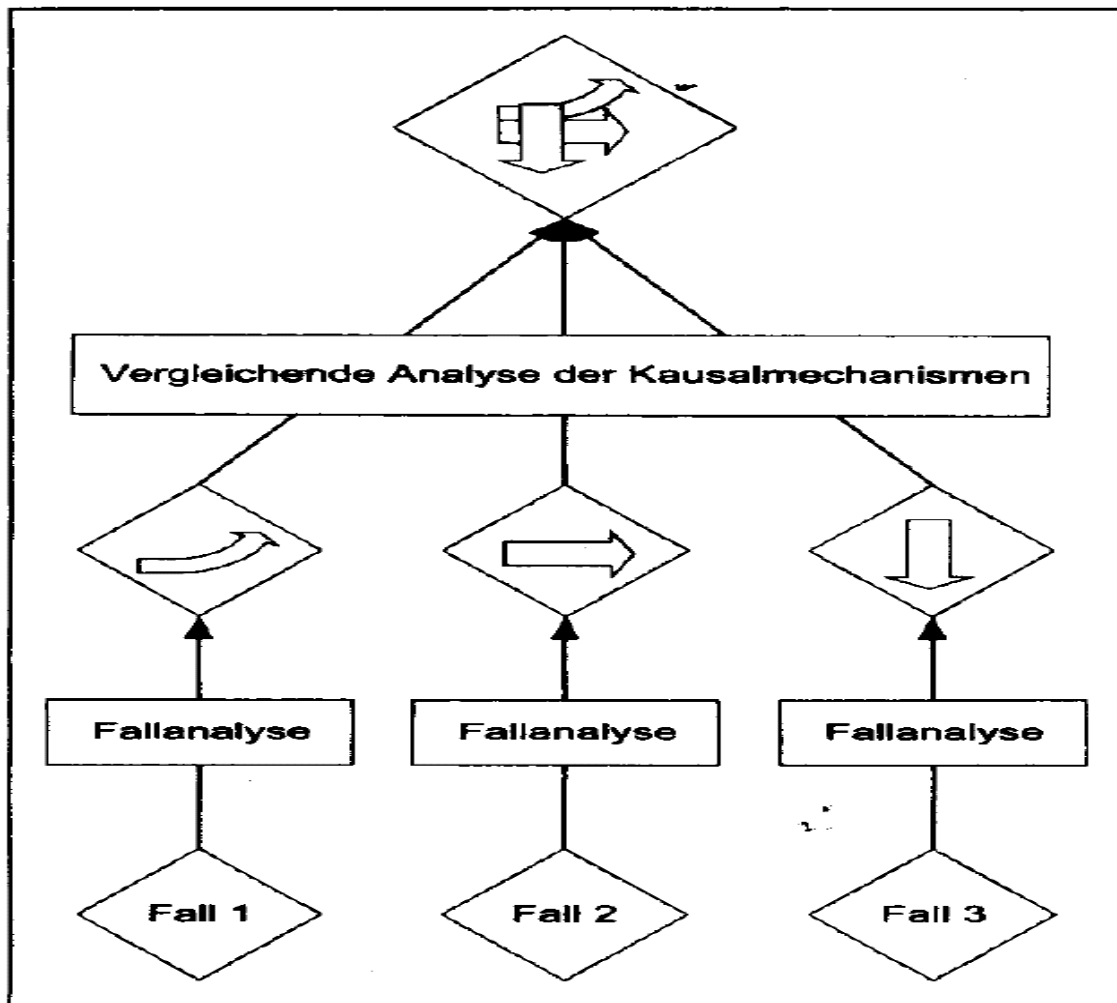 Vergleichende Analyse der Kausalmechanismen
Fallanalyse
Fallanalyse
Fallanalyse
Fall 1
Fall 2
Fall 3